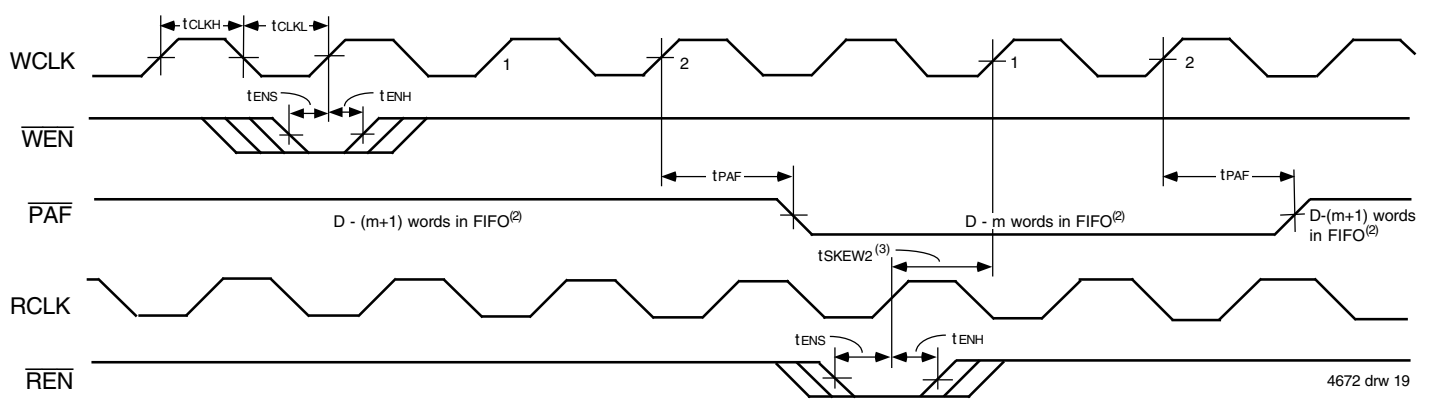 tCLKH
tCLKL
WCLK
1
2
1
2
tENS
tENH
WEN
tPAF
tPAF
PAF
D - (m+1) words in FIFO(2)
D - m words in FIFO(2)
D-(m+1) words
in FIFO(2)
tSKEW2(3)
RCLK
tENS
tENH
REN
4672 drw 19